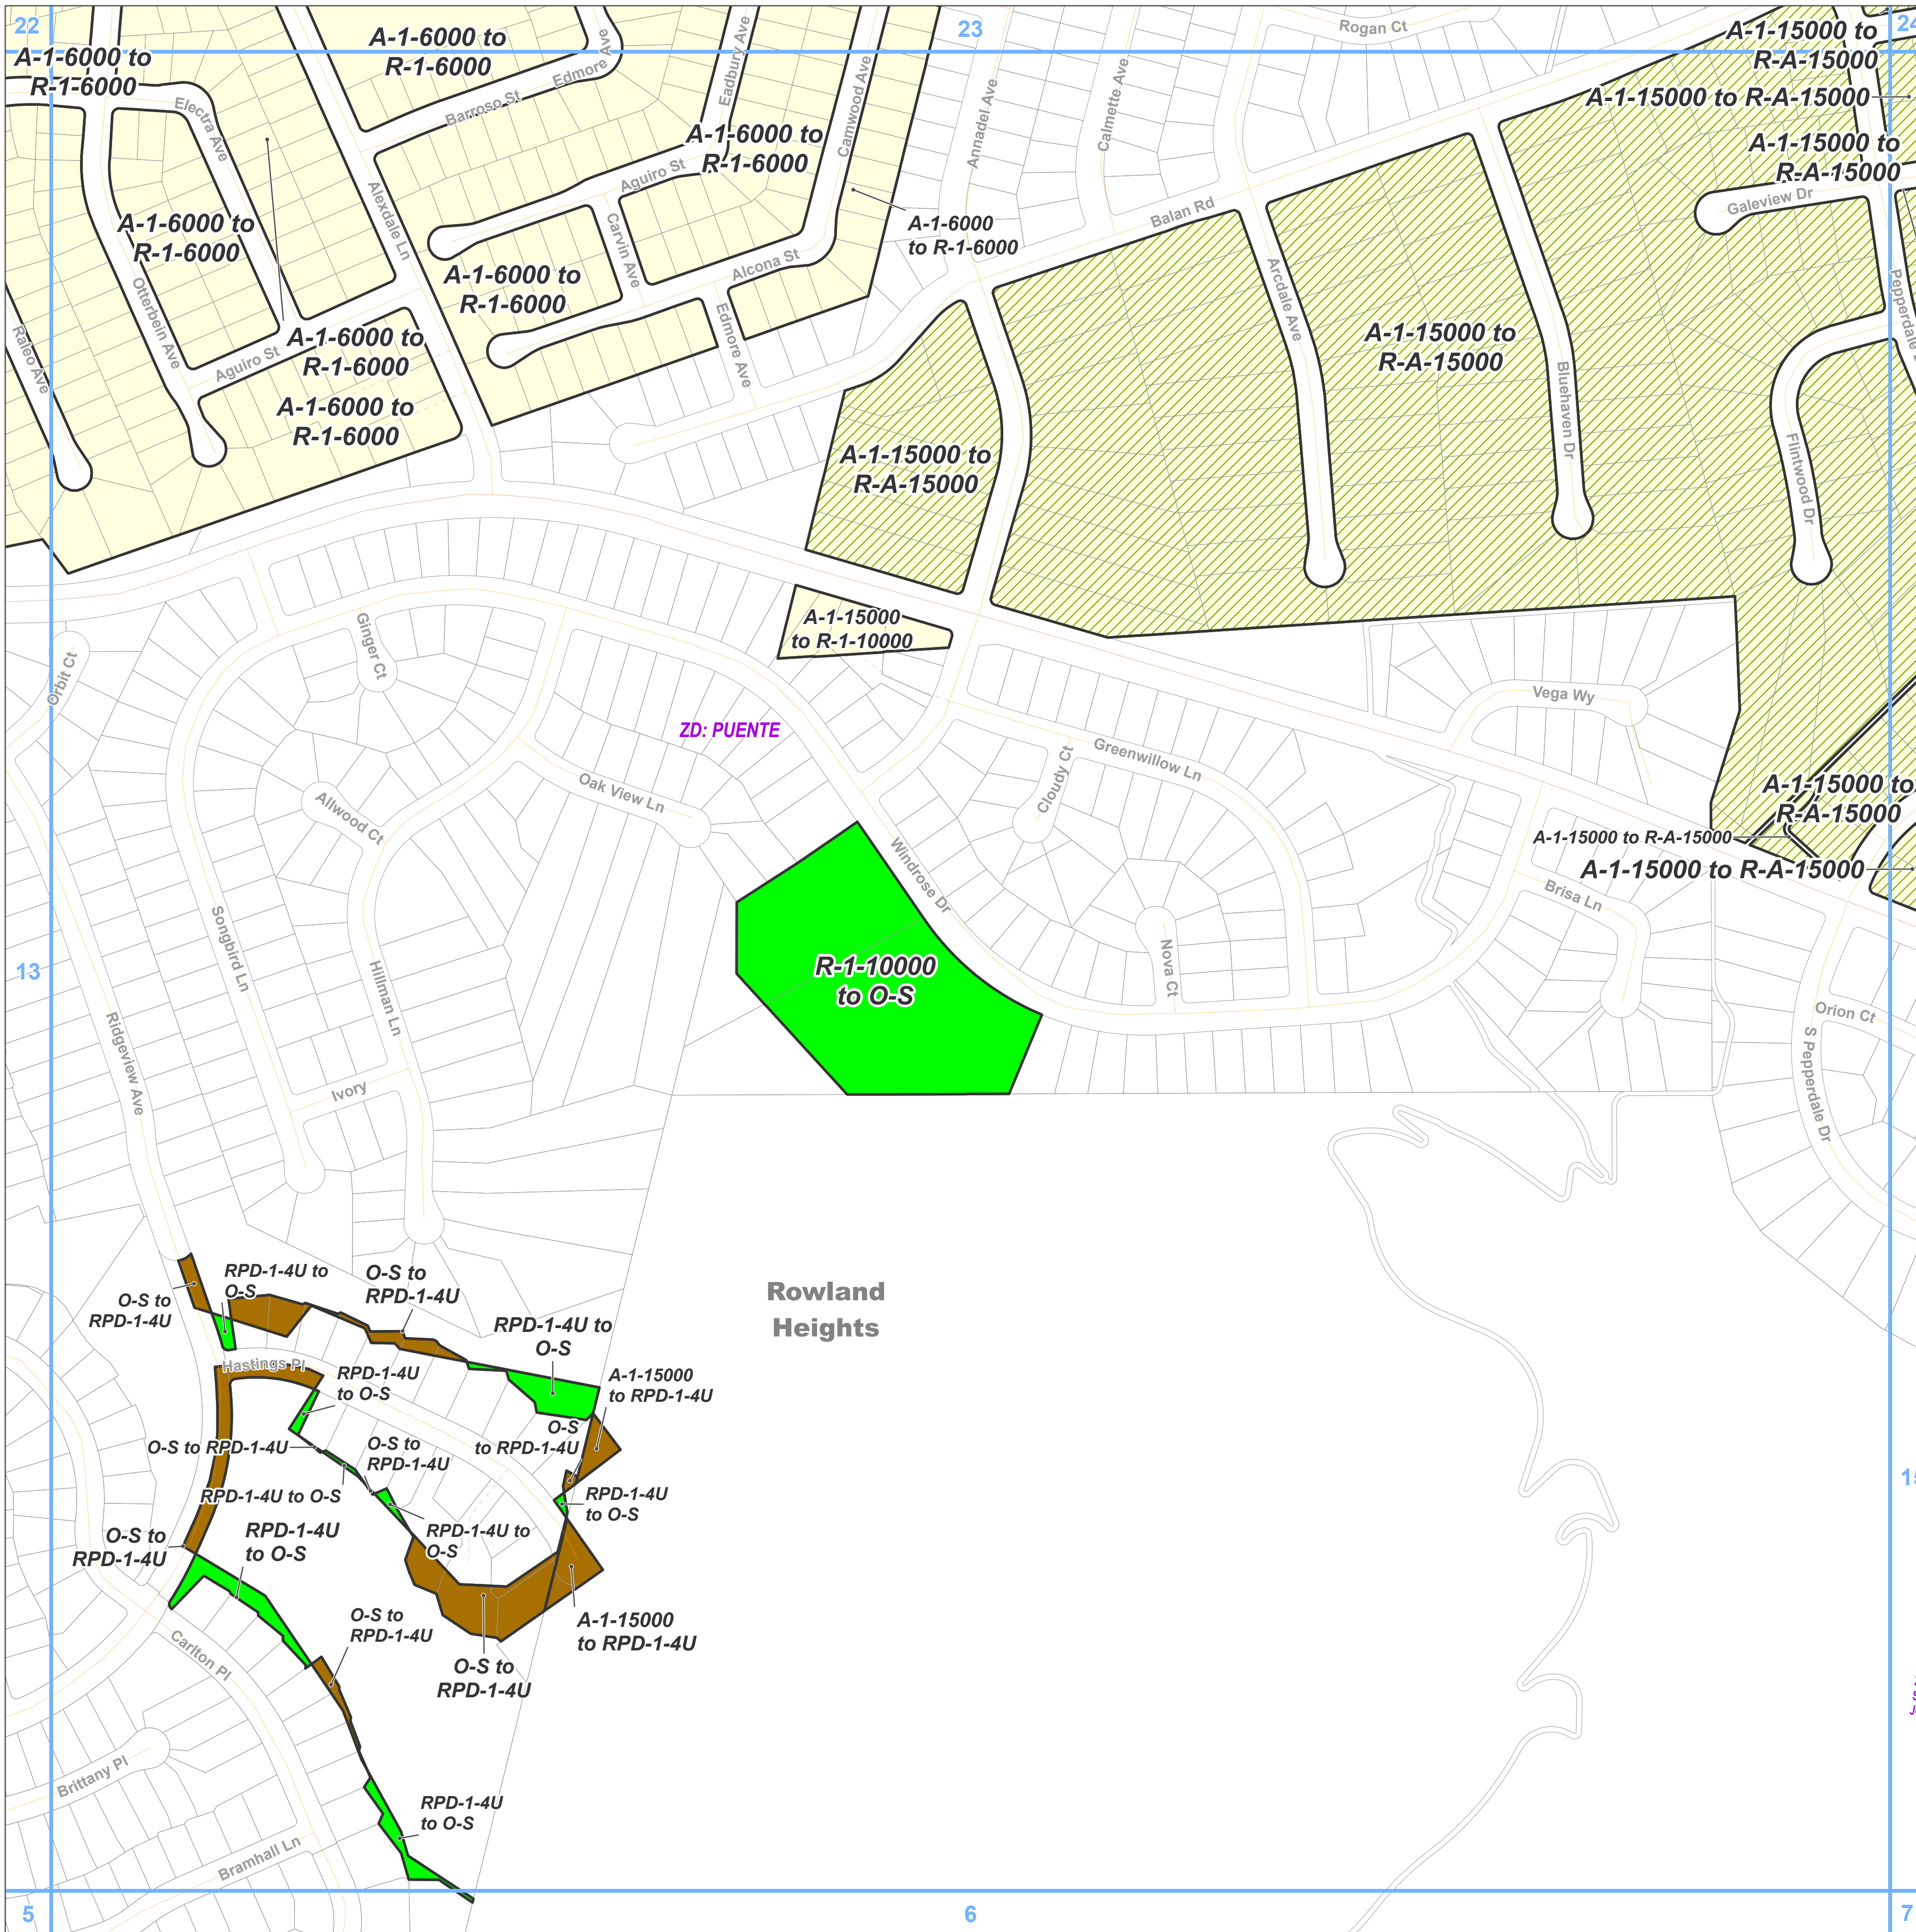 22
23
24
A-1-6000 to
R-1-6000
A-1-6000 to
R-1-6000
Edmore Ave
Eadbury Ave
Rogan Ct
A-1-15000 to
R-A-15000
A-1-15000 to R-A-15000
Electra Ave
Barroso St
Camwood Ave
Annadel Ave
Calmette Ave
A-1-6000 to
R-1-6000
A-1-15000 to
R-A-15000
Aguiro St
Galeview Dr
Alexdale Ln
Balan Rd
A-1-6000 to
R-1-6000
Carvin Ave
A-1-6000
to R-1-6000
A-1-6000 to
R-1-6000
Alcona St
Arcdale Ave
Pepperdale
Otterbein Ave
Raleo Ave
Edmore Ave
A-1-6000 to
R-1-6000
Aguiro St
A-1-15000 to
R-A-15000
Bluehaven Dr
A-1-6000 to
R-1-6000
Flintwood Dr
A-1-15000 to
R-A-15000
A-1-15000
to R-1-10000
Ginger Ct
Orbit Ct
Vega Wy
ZD: PUENTE
Greenwillow Ln
Cloudy Ct
Oak View Ln
Allwood Ct
A-1-15000 to
R-A-15000
A-1-15000 to R-A-15000
A-1-15000 to R-A-15000
Windrose Dr
Brisa Ln
Songbird Ln
13
Hillman Ln
R-1-10000
to O-S
Nova Ct
Orion Ct
Ridgeview Ave
Ivory
S Pepperdale Dr
RPD-1-4U to
O-S
O-S to
RPD-1-4U
O-S to
RPD-1-4U
Rowland
Heights
RPD-1-4U to
O-S
Hastings Pl
RPD-1-4U
to O-S
A-1-15000
to RPD-1-4U
O-S
to RPD-1-4U
O-S to RPD-1-4U
O-S to
RPD-1-4U
RPD-1-4U to O-S
RPD-1-4U
to O-S
15
RPD-1-4U to
O-S
O-S to
RPD-1-4U
RPD-1-4U
to O-S
O-S to
RPD-1-4U
A-1-15000
to RPD-1-4U
Carlton Pl
O-S to
RPD-1-4U
Brittany Pl
RPD-1-4U
to O-S
Bramhall Ln
5
6
7